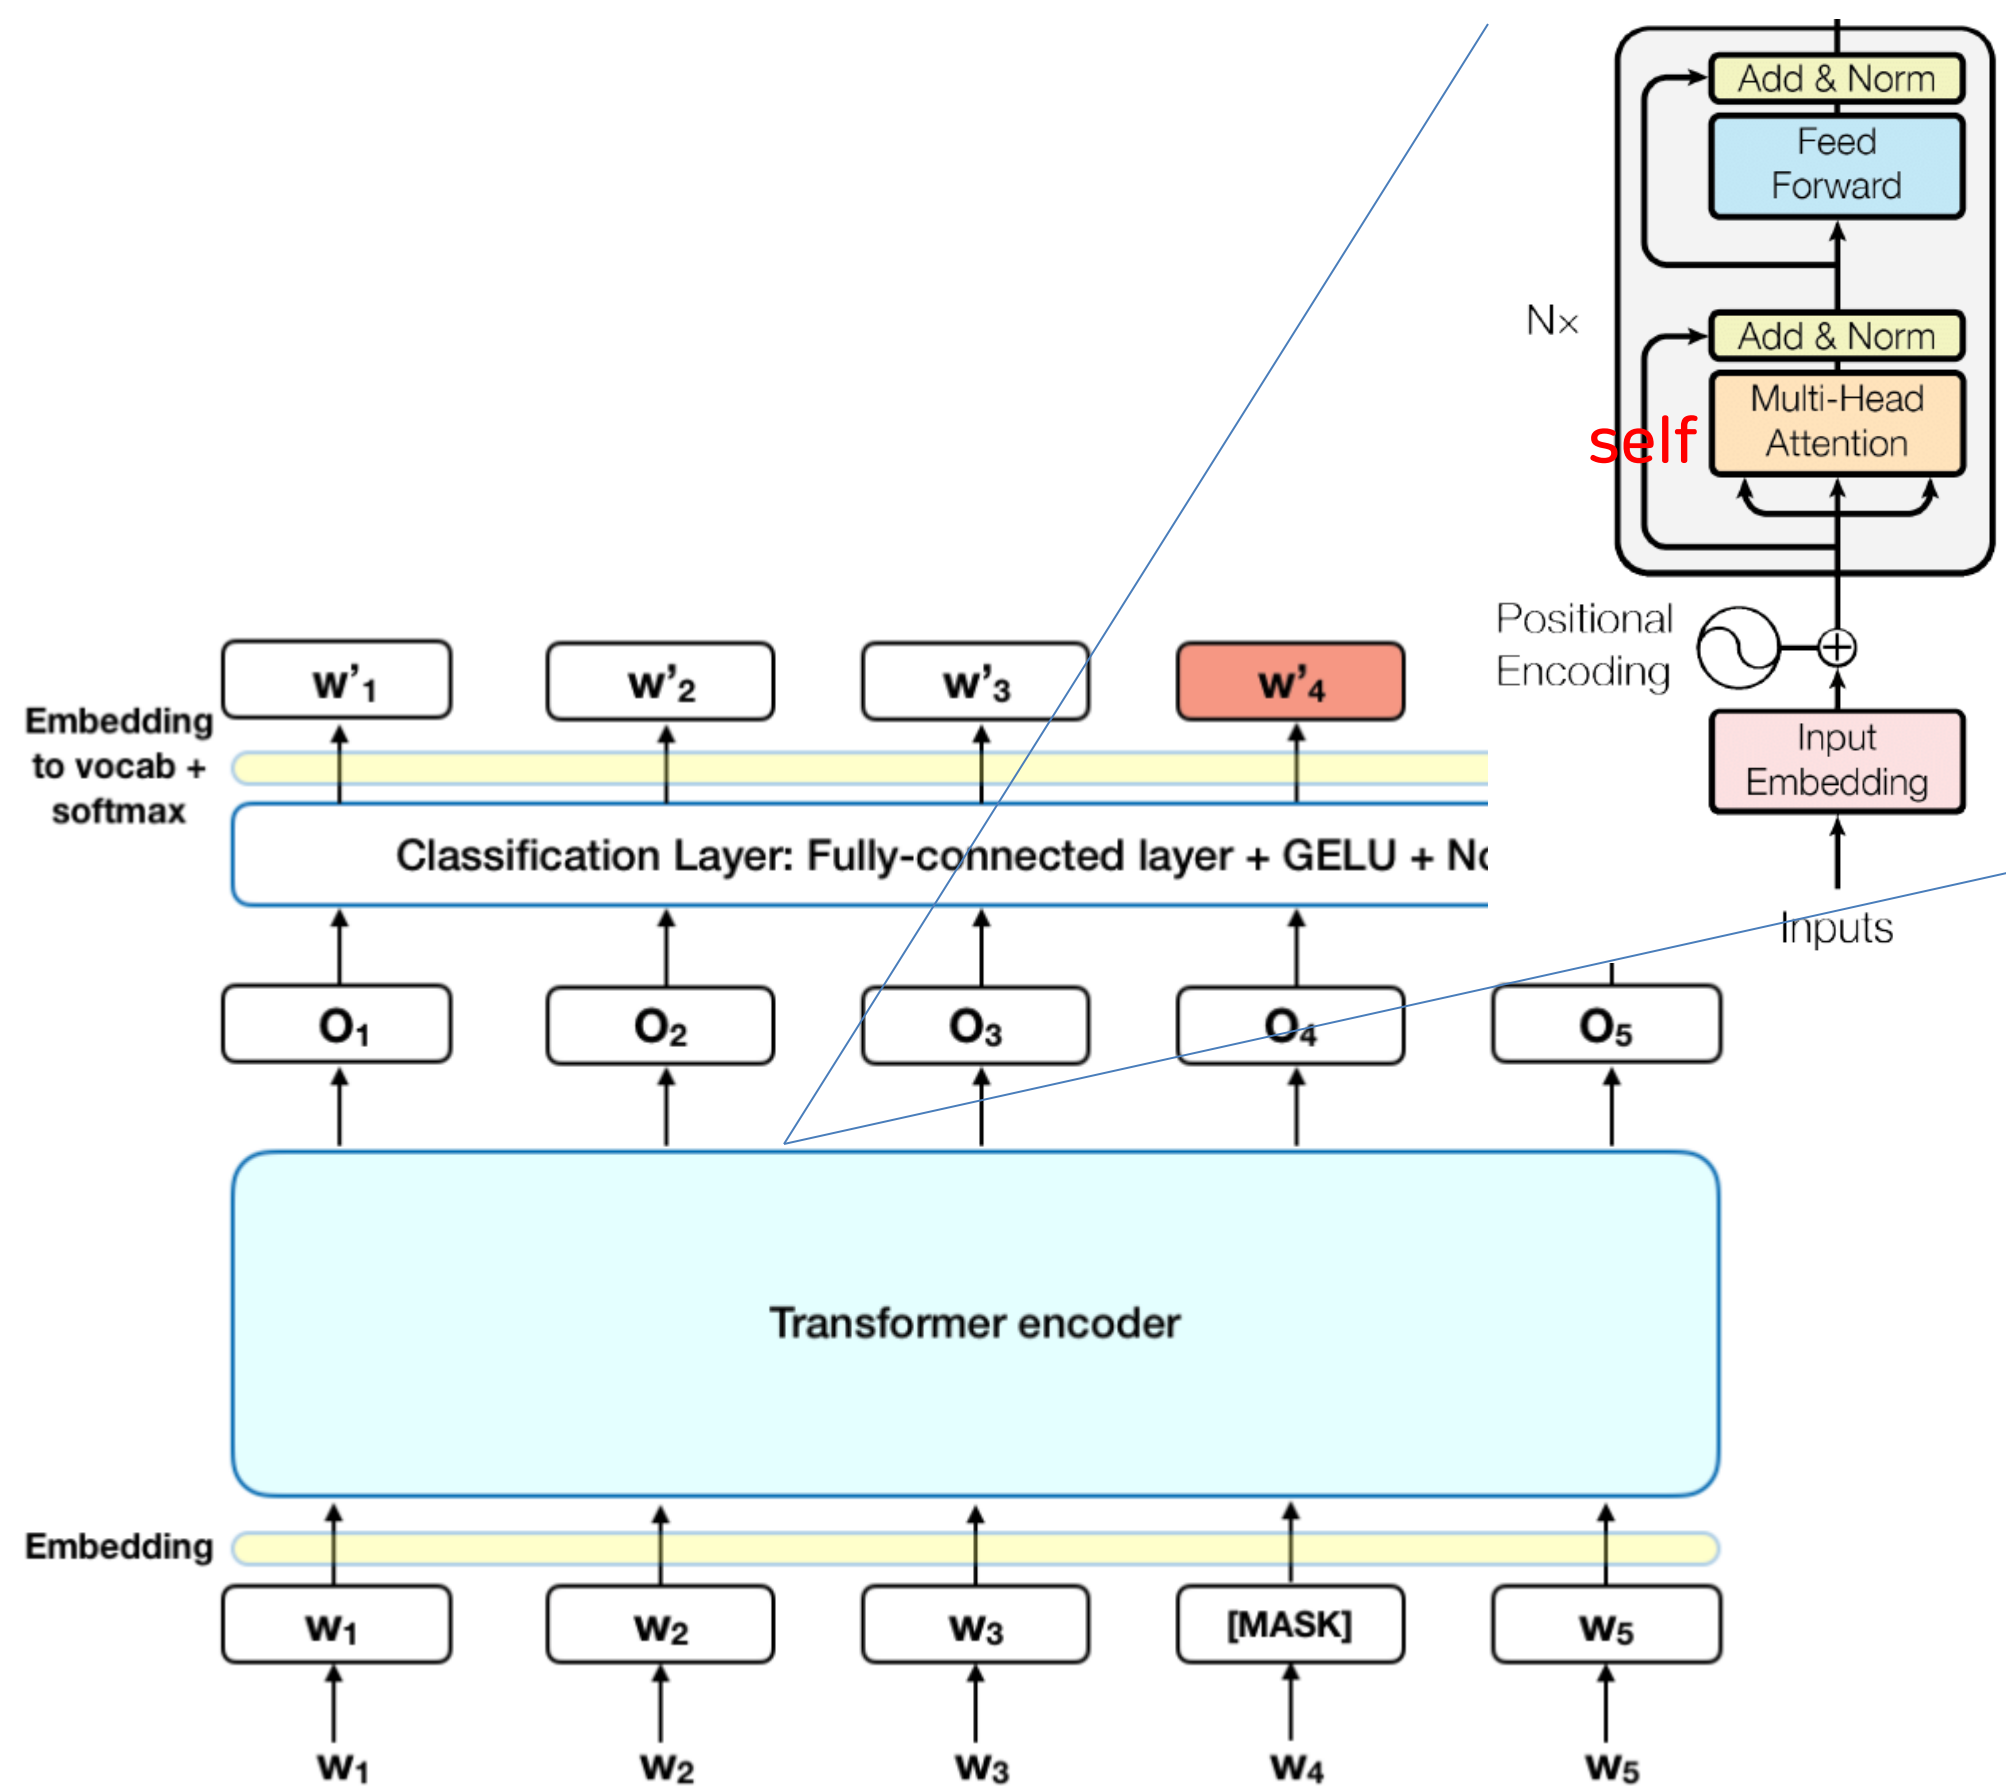 Add & Norm
Feed
Forward
Nx
Add & Norm
Multi-Head
Attention
self
Positional
Encoding
Input
Embedding
Inputs
w'1 w'2 w'3 w'4
Embedding
to vocab +
softmax
Classification Layer: Fully-connected layer + GELU +
O1 O2 O3 O4 O5
Transformer encoder
Embedding
W1 W2 W3 [MASK] W5
W1 W2 W3 W4 W5